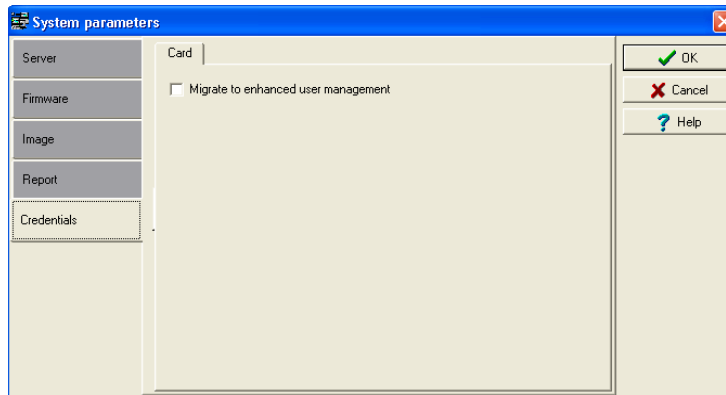 System parameters
Server
Firmware
Image
Report
Credentials
Card
Migrate to enhanced user management
OK
Cancel
Help